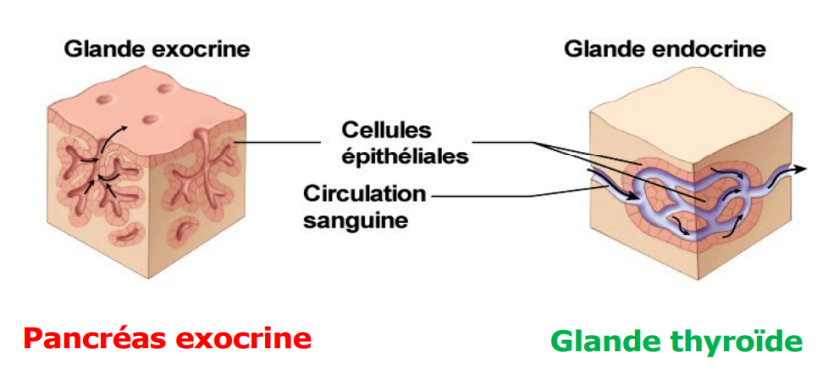 Glande exocrine
Glande endocrine
Cellules
épithéliales
Circulation
sanguine
Pancréas exocrine
Glande thyroïde